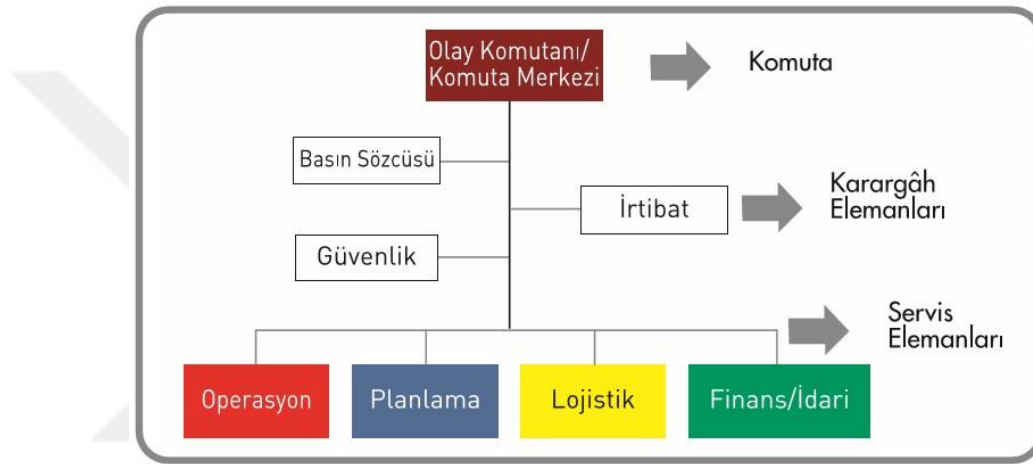 Olay Komutanı/
Komuta Merkezi
Komuta
Basın Sözcüsü
İrtibat
Karargâh
Elemanları
Güvenlik
Servis
Elemanları
Operasyon
Planlama
Lojistik
Finans/İdari